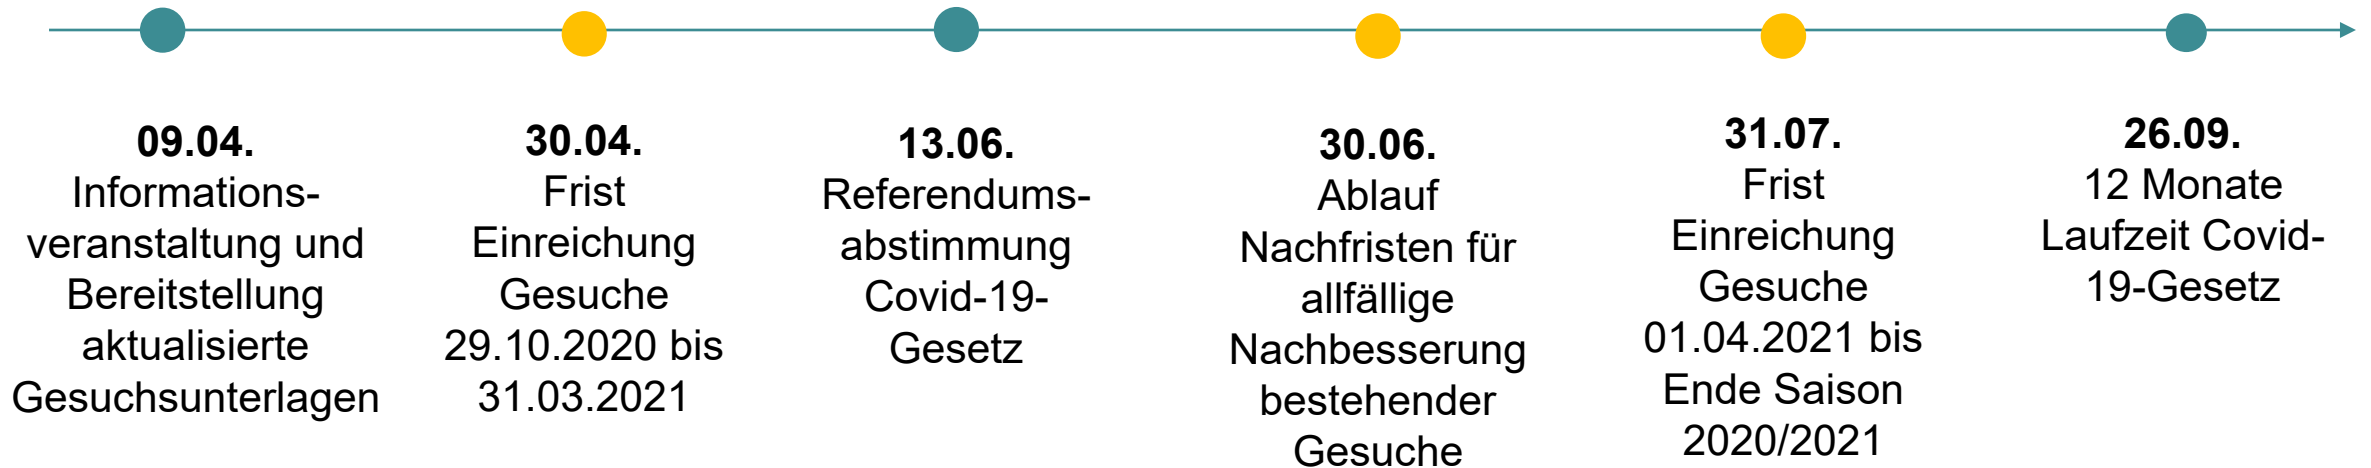 09.04.
Informations-
veranstaltung und
Bereitstellung
aktualisierte
Gesuchsunterlagen
30.04.
Frist
Einreichung
Gesuche
29.10.2020 bis
31.03.2021
13.06.
Referendums-
abstimmung
Covid-19-
Gesetz
30.06.
Ablauf
Nachfristen für
allfällige
Nachbesserung
bestehender
Gesuche
31.07.
Frist
Einreichung
Gesuche
01.04.2021 bis
Ende Saison
2020/2021
26.09.
12 Monate
Laufzeit Covid-
19-Gesetz